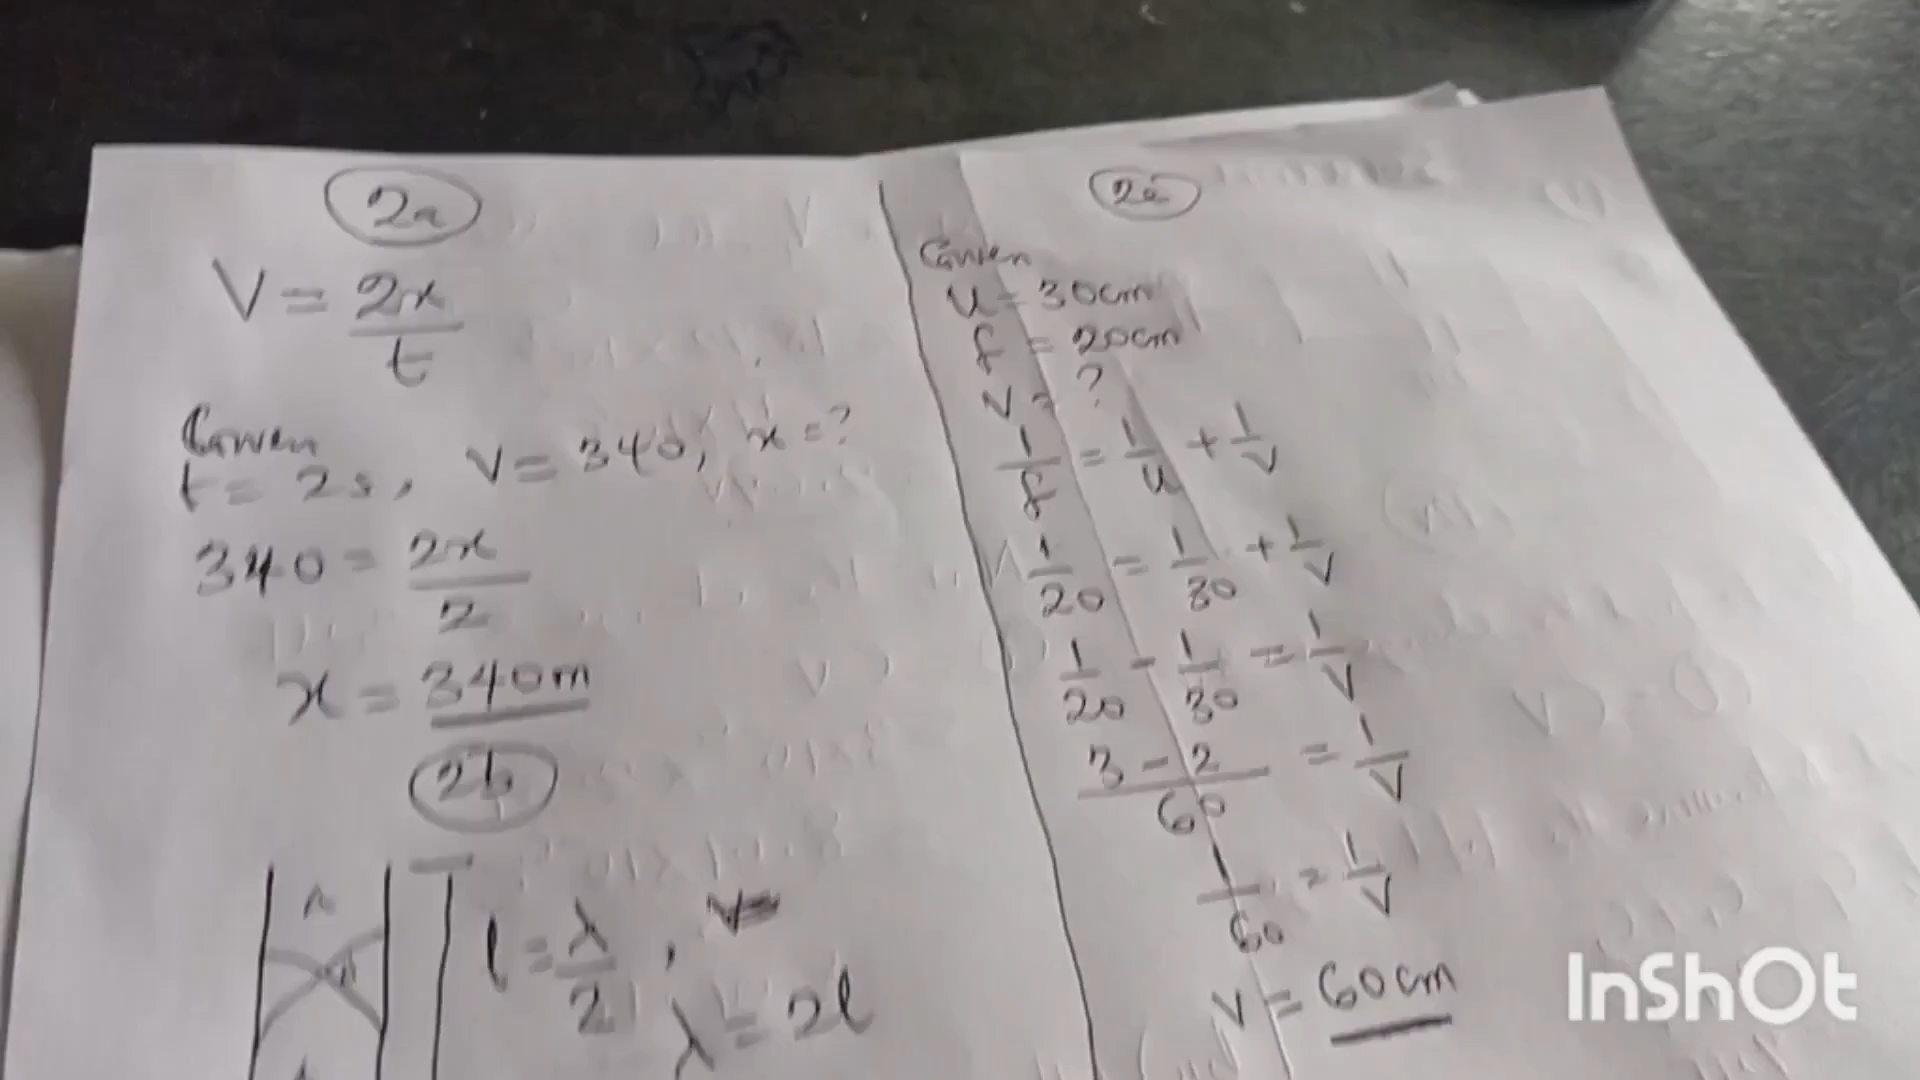 2a
V = 2x/t
Given
t = 2s, V = 340, x = ?
340 = 2x/2
x = 340m
2b
A
l = λ/2,
λ = 2l
Given
u = 30cm
f = 20cm
v = ?
1/f = 1/u + 1/v
1/20 = 1/30 + 1/v
1/20 - 1/30 = 1/v
3 - 2/60 = 1/v
1/60 = 1/v
v = 60cm
InShOt